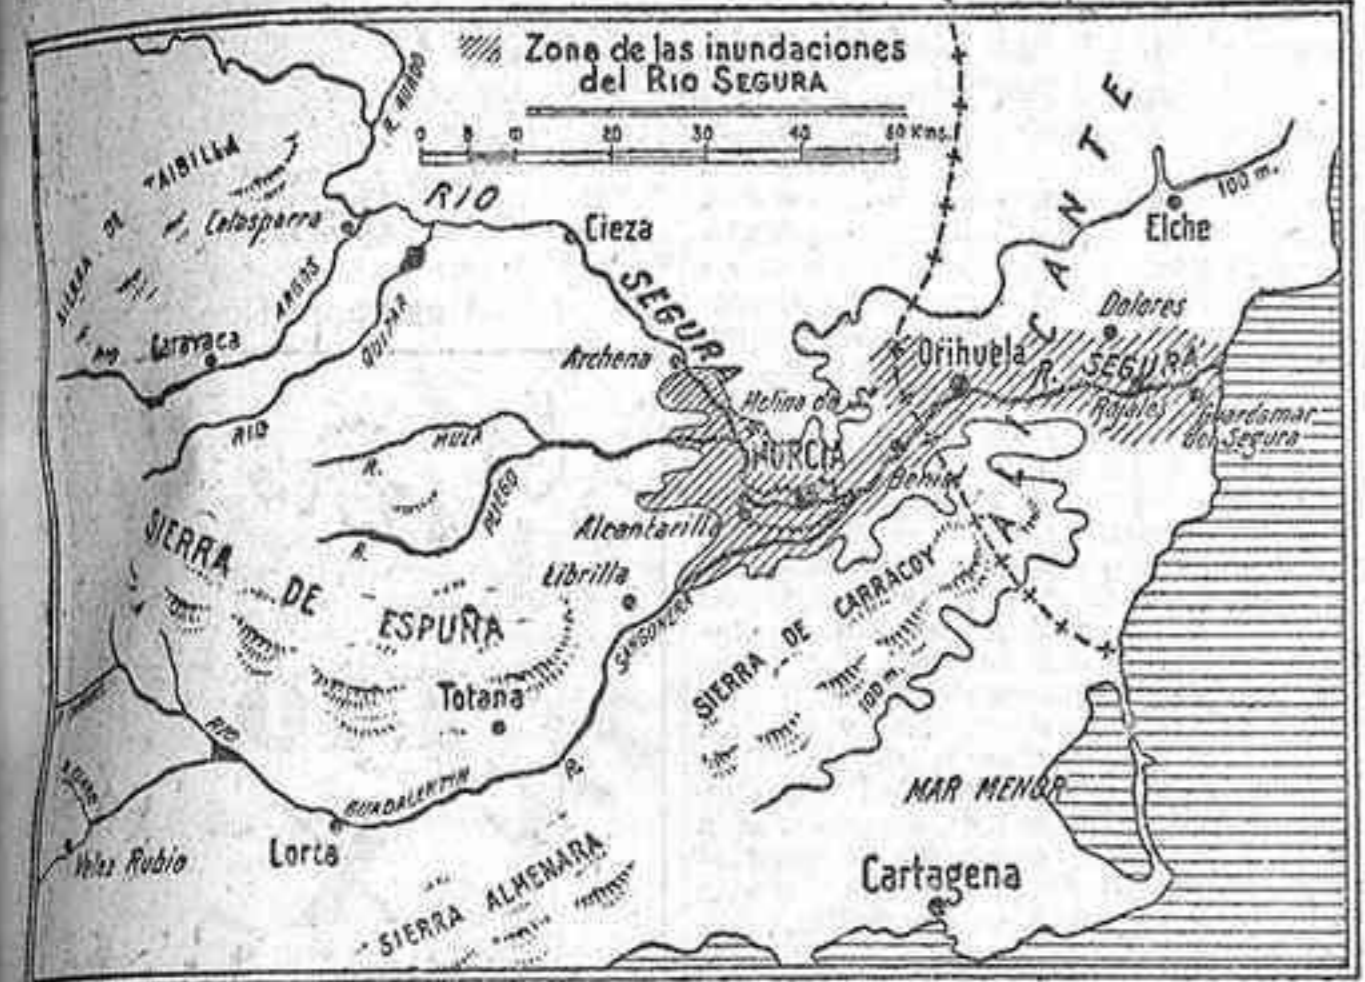 Zona de las inundaciones
del RIO SEGURA
0 5 10 20 30 40 50 Kms.
R. MUNDO
SIERRA DE TAIBILLA
RIO SEGURA
Calasparra
Cieza
ALICANTE
100 m.
Elche
ARGOS
QUIPAR
Caravaca
Archena
Dolores
Orihuela
R. SEGURA
Rojales
Guardamar
del Segura
Molina de S.
MURCIA
Beniel
RIO
R. MULA
R. PLIEGO
Alcantarilla
Librilla
SIERRA DE ESPUÑA
SANGONERA
SIERRA DE CARRASCOY
100 m.
Totana
RIO GUADALENTIN
R.
Velez Rubio
Lorca
SIERRA ALMENARA
MAR MENOR
Cartagena